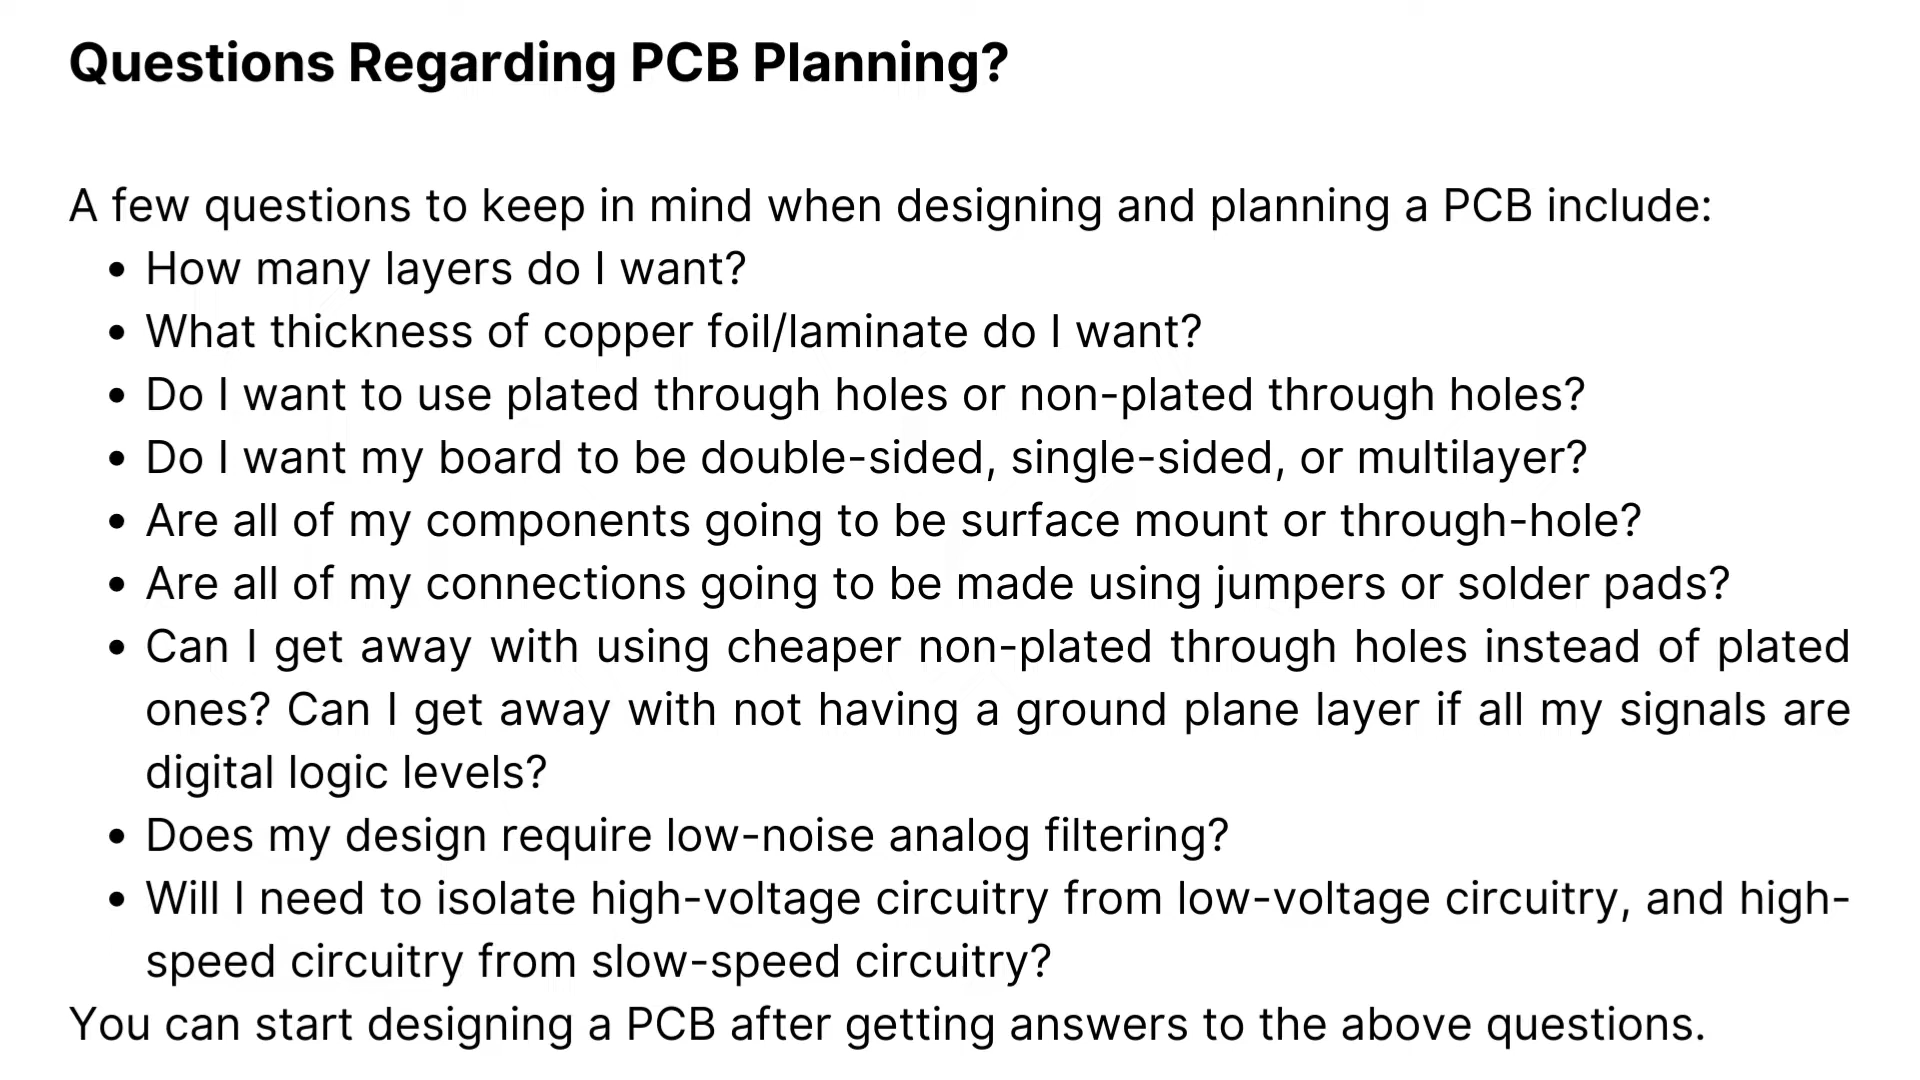 Questions Regarding PCB Planning?
A few questions to keep in mind when designing and planning a PCB include:
• How many layers do I want?
• What thickness of copper foil/laminate do I want?
• Do I want to use plated through holes or non-plated through holes?
• Do I want my board to be double-sided, single-sided, or multilayer?
• Are all of my components going to be surface mount or through-hole?
• Are all of my connections going to be made using jumpers or solder pads?
• Can I get away with using cheaper non-plated through holes instead of plated
ones? Can I get away with not having a ground plane layer if all my signals are
digital logic levels?
• Does my design require low-noise analog filtering?
• Will I need to isolate high-voltage circuitry from low-voltage circuitry, and high-
speed circuitry from slow-speed circuitry?
You can start designing a PCB after getting answers to the above questions.